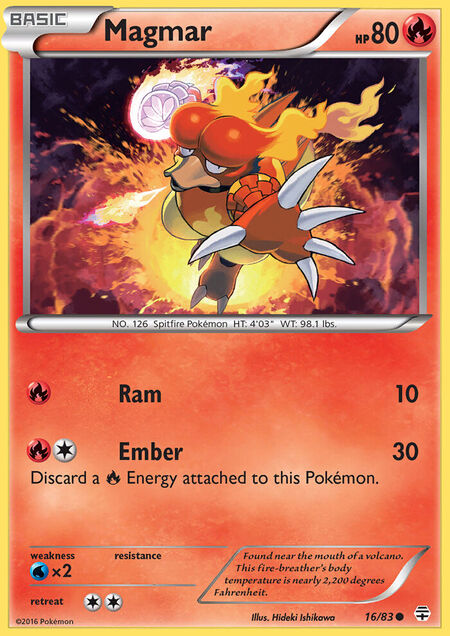 BASIC
Magmar
HP 80
NO. 126 Spitfire Pokémon HT: 4'03" WT: 98.1 lbs.
Ram 10
Ember 30
Discard a Energy attached to this Pokémon.
weakness resistance
×2
retreat
Found near the mouth of a volcano.
This fire-breather's body
temperature is nearly 2,200 degrees
Fahrenheit.
©2016 Pokémon
Illus. Hideki Ishikawa
16/83